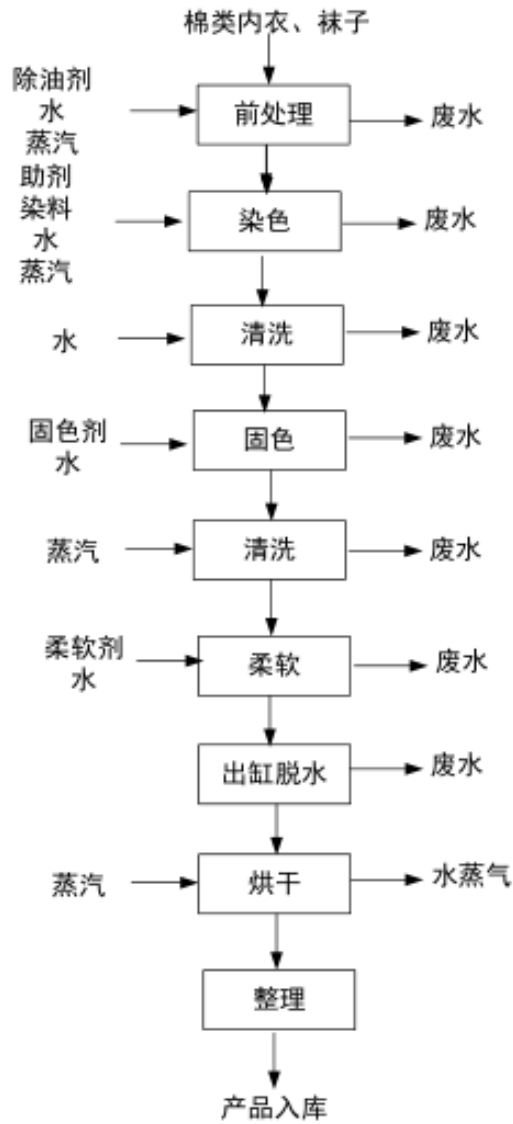 棉类内衣、袜子
除油剂
水
蒸汽
前处理
废水
助剂
染料
水
蒸汽
染色
废水
水
清洗
废水
固色剂
水
固色
废水
蒸汽
清洗
废水
柔软剂
水
柔软
废水
出缸脱水
废水
蒸汽
烘干
水蒸气
整理
产品入库